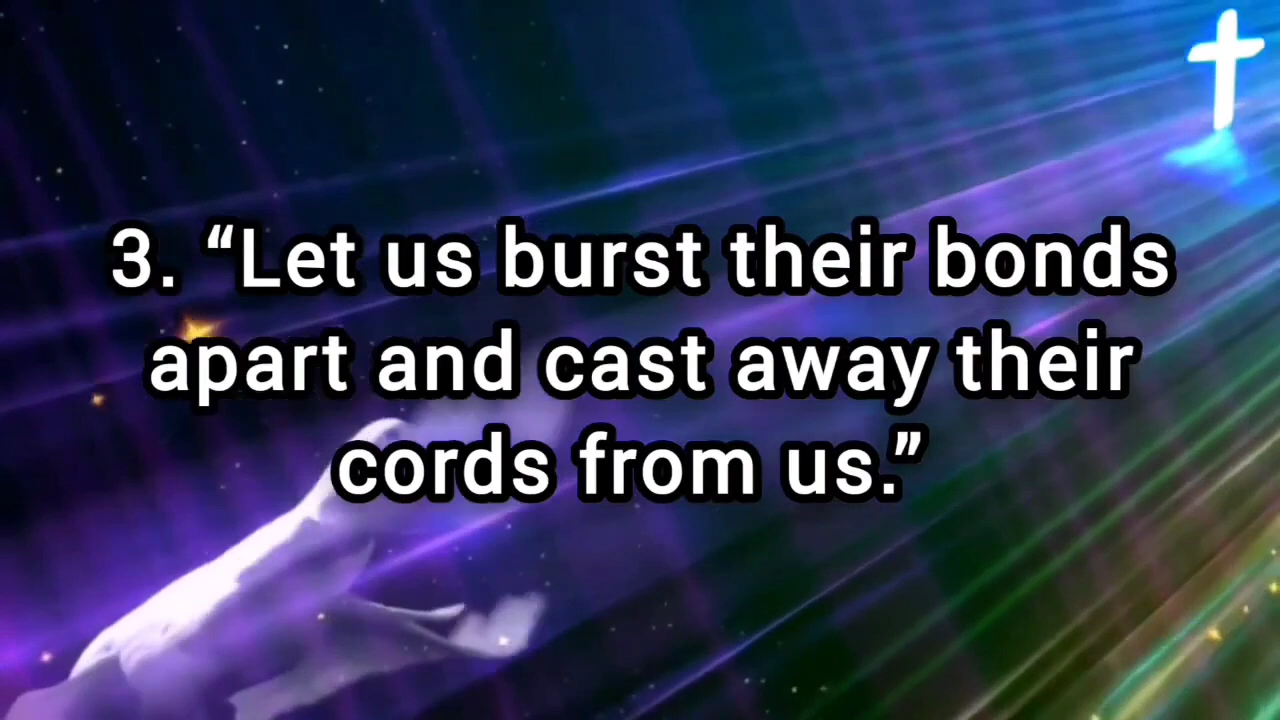 3. “Let us burst their bonds
apart and cast away their
cords from us.”